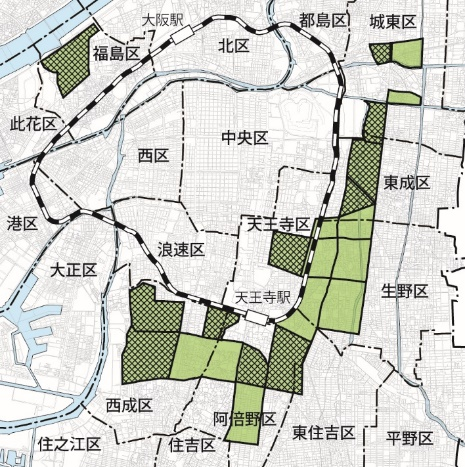 大阪駅
都島区
城東区
福島区
北区
此花区
中央区
西区
東成区
港区
天王寺区
浪速区
大正区
生野区
天王寺駅
西成区
阿倍野区
東住吉区
住之江区
住吉区
平野区